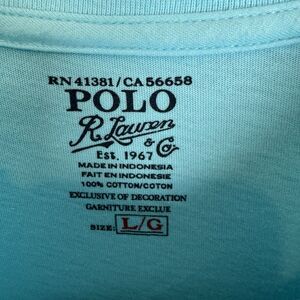 RN 41381/CA 56658
POLO
R. Lauren
& Co
EST. 1967
MADE IN INDONESIA
FAIT EN INDONESIE
100% COTTON/COTON
EXCLUSIVE OF DECORATION
GARNITURE EXCLUE
SIZE: L/G